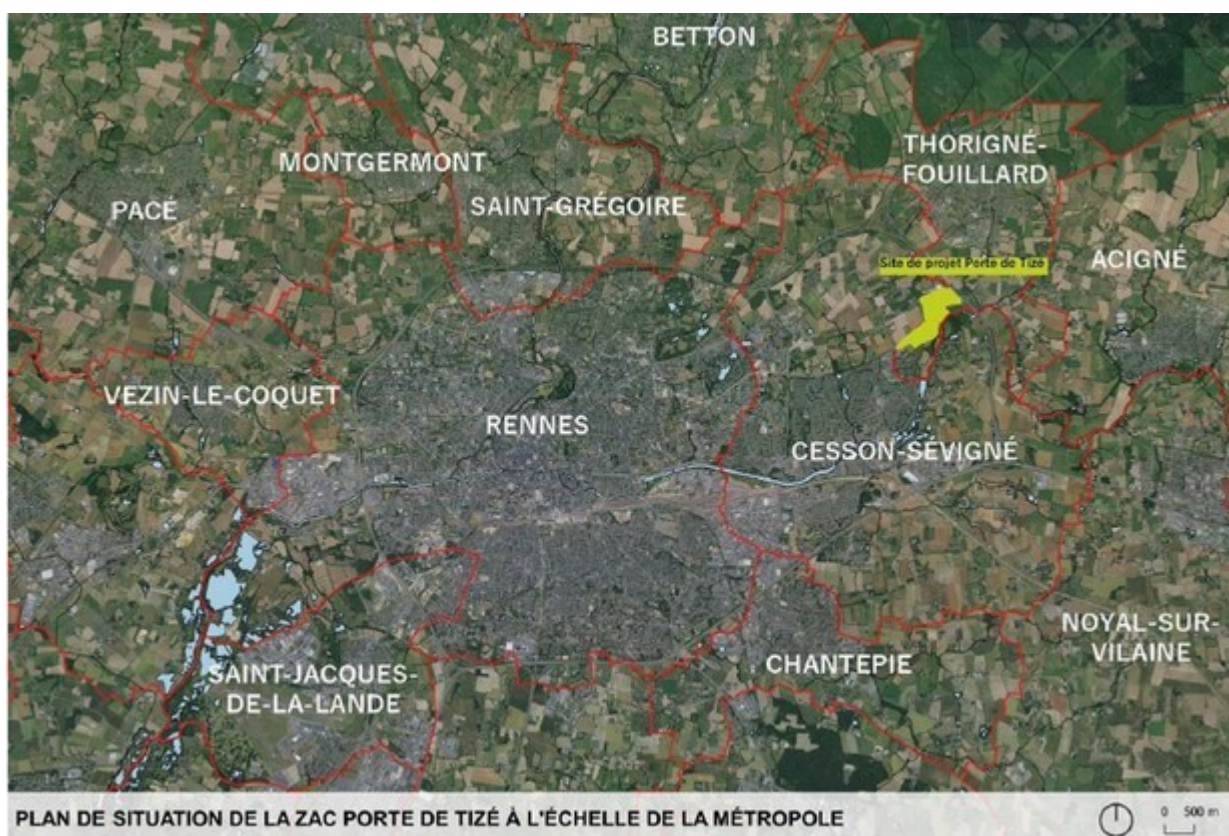 BETTON
THORIGNÉ-
FOUILLARD
MONTGERMONT
PACÉ
SAINT-GRÉGOIRE
Site de projet Porte de Tizé
ACIGNÉ
VEZIN-LE-COQUET
RENNES
CESSON-SÉVIGNÉ
NOYAL-SUR-
VILAINE
CHANTEPIE
SAINT-JACQUES-
DE-LA-LANDE
PLAN DE SITUATION DE LA ZAC PORTE DE TIZÉ À L'ÉCHELLE DE LA MÉTROPOLE
0 500 m